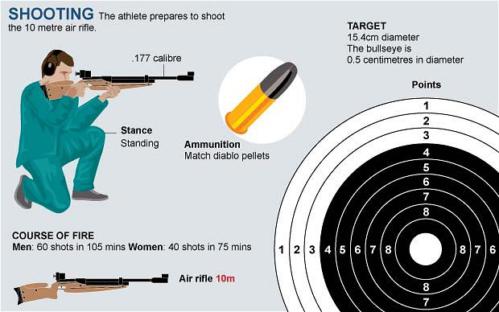 SHOOTING The athlete prepares to shoot
the 10 metre air rifle.
.177 calibre
Stance
Standing
Ammunition
Match diablo pellets
TARGET
15.4cm diameter
The bullseye is
0.5 centimetres in diameter
Points
1
2
3
4
5
6
7
8
1 2 3 4 5 6 7 8
8 7 6
8
7
COURSE OF FIRE
Men: 60 shots in 105 mins Women: 40 shots in 75 mins
Air rifle 10m